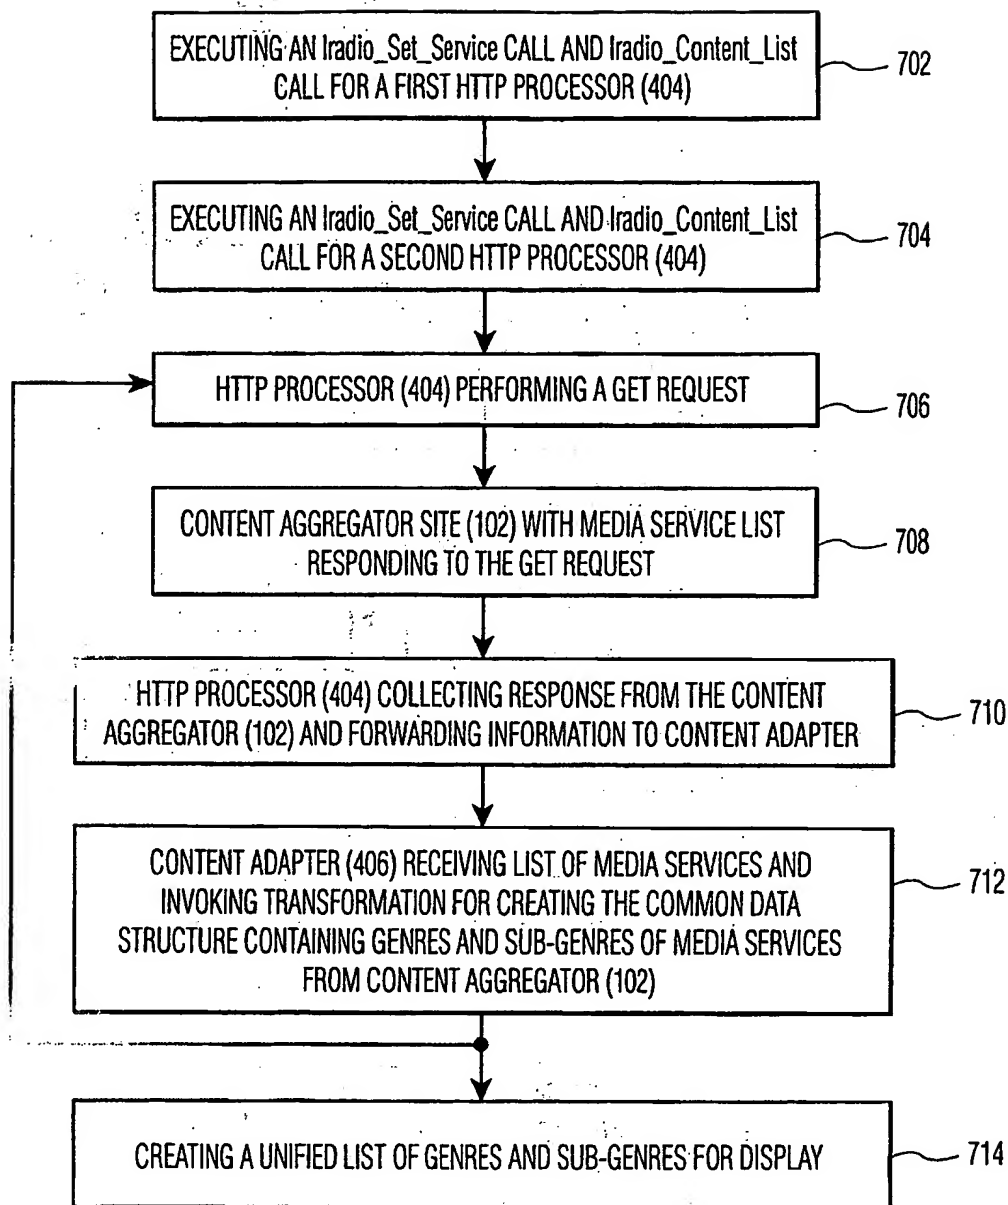 EXECUTING AN Iradio_Set_Service CALL AND Iradio_Content_List
CALL FOR A FIRST HTTP PROCESSOR (404)
702
EXECUTING AN Iradio_Set_Service CALL AND Iradio_Content_List
CALL FOR A SECOND HTTP PROCESSOR (404)
704
HTTP PROCESSOR (404) PERFORMING A GET REQUEST
706
CONTENT AGGREGATOR SITE (102) WITH MEDIA SERVICE LIST
RESPONDING TO THE GET REQUEST
708
HTTP PROCESSOR (404) COLLECTING RESPONSE FROM THE CONTENT
AGGREGATOR (102) AND FORWARDING INFORMATION TO CONTENT ADAPTER
710
CONTENT ADAPTER (406) RECEIVING LIST OF MEDIA SERVICES AND
INVOKING TRANSFORMATION FOR CREATING THE COMMON DATA
STRUCTURE CONTAINING GENRES AND SUB-GENRES OF MEDIA SERVICES
FROM CONTENT AGGREGATOR (102)
712
CREATING A UNIFIED LIST OF GENRES AND SUB-GENRES FOR DISPLAY
714